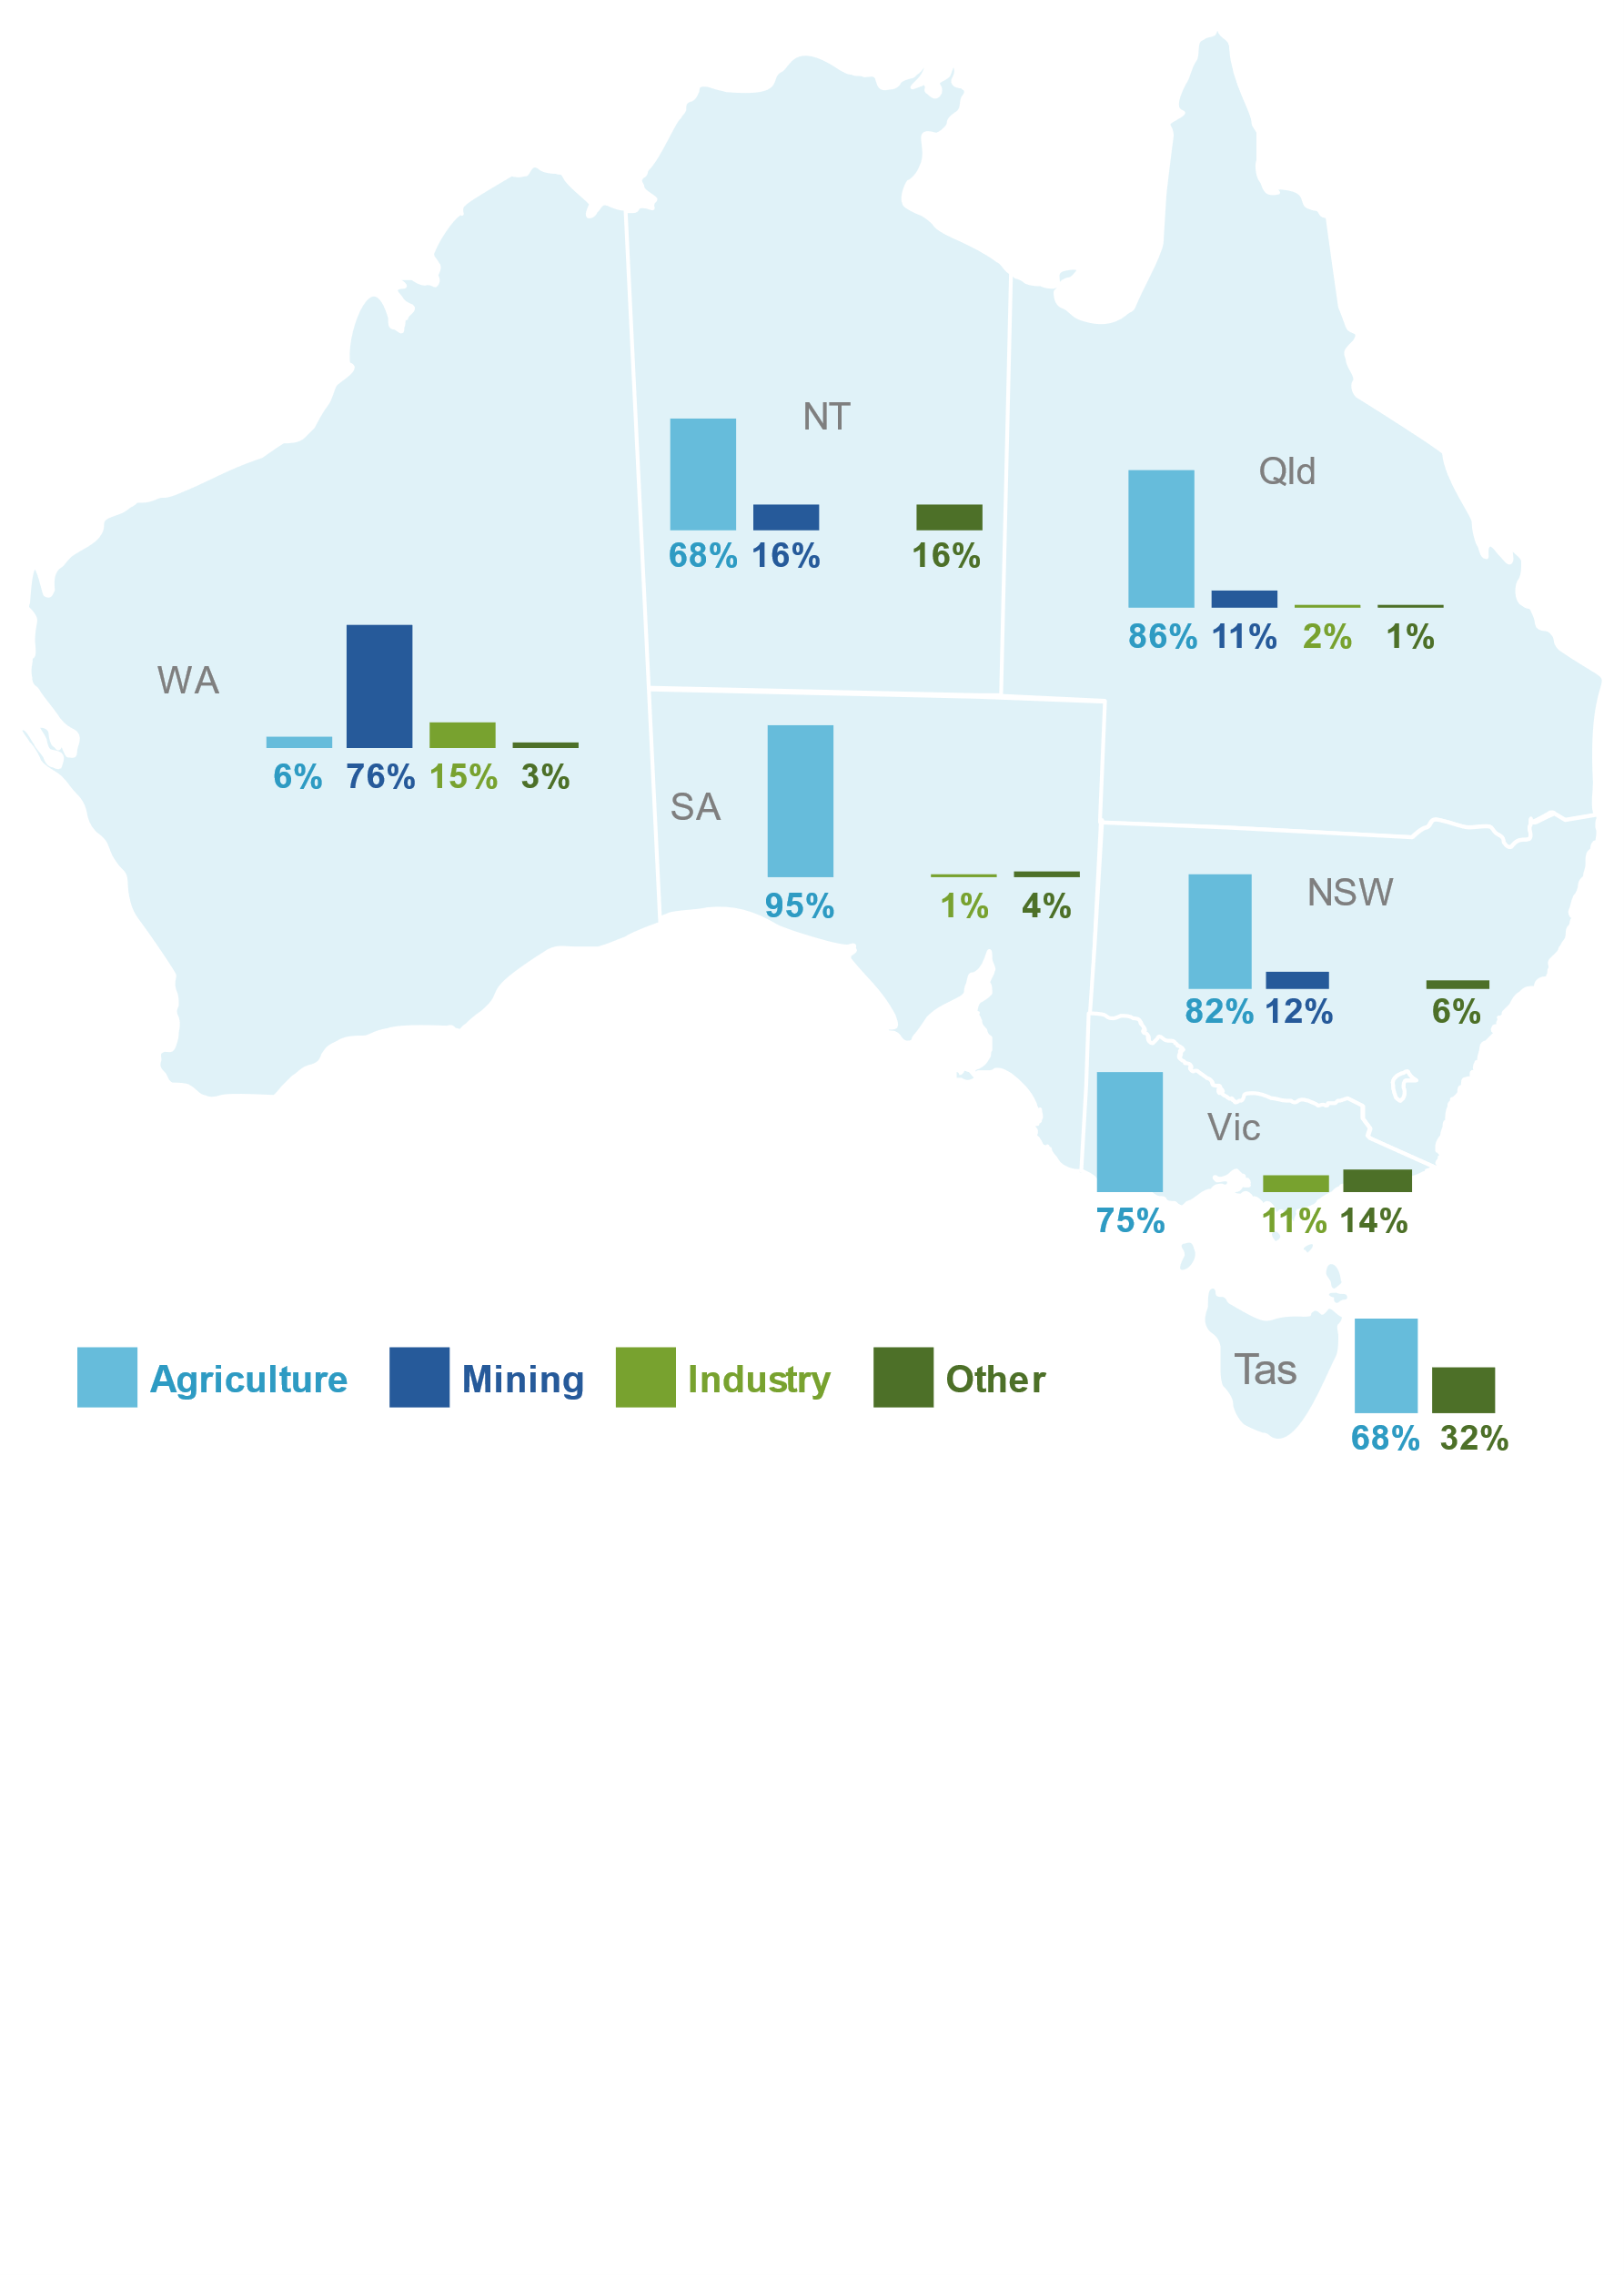 NT
68% 16% 16%
Qld
86% 11% 2% 1%
WA
6% 76% 15% 3%
SA
95% 1% 4%
NSW
82% 12% 6%
Vic
75% 11% 14%
Tas
68% 32%
Agriculture Mining Industry Other